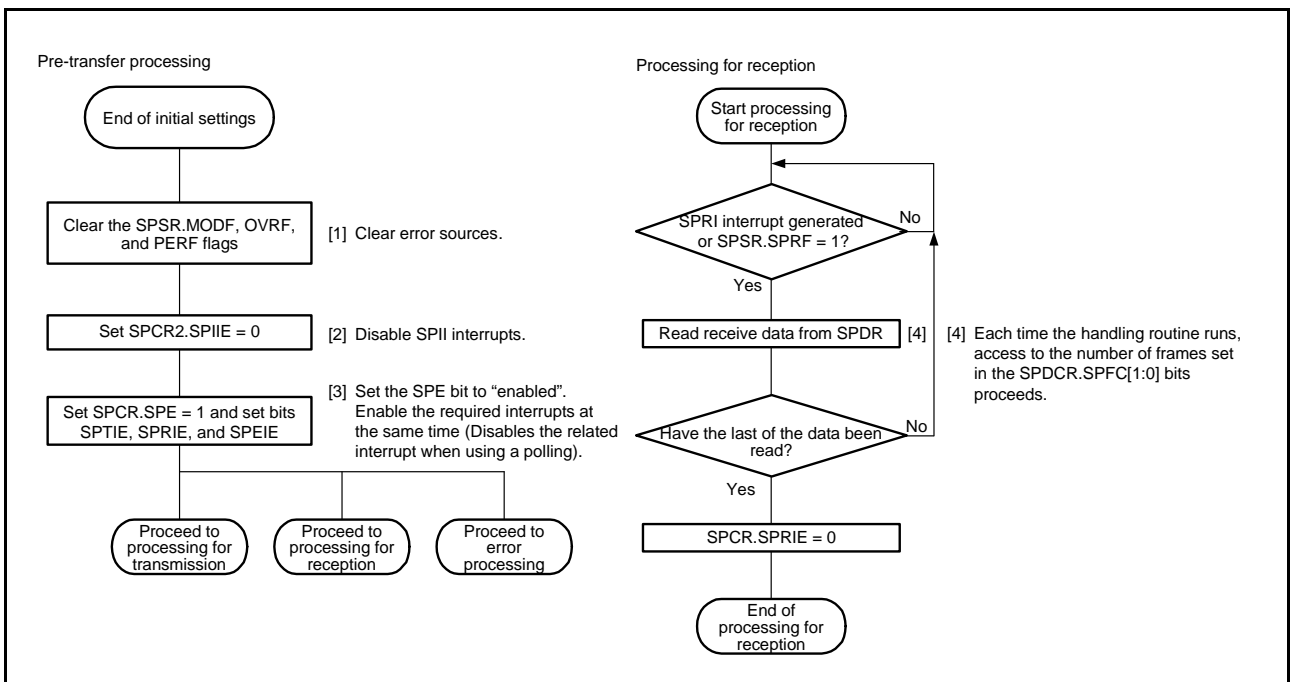 Pre-transfer processing
End of initial settings
Clear the SPSR.MODF, OVRF,
and PERF flags
[1] Clear error sources.
Set SPCR2.SPIIE = 0
[2] Disable SPII interrupts.
Set SPCR.SPE = 1 and set bits
SPTIE, SPRIE, and SPEIE
[3] Set the SPE bit to “enabled”.
Enable the required interrupts at
the same time (Disables the related
interrupt when using a polling).
Proceed to
processing for
transmission
Proceed to
processing for
reception
Proceed to
error
processing
Processing for reception
Start processing
for reception
SPRI interrupt generated
or SPSR.SPRF = 1?
No
Yes
Read receive data from SPDR
[4]
[4] Each time the handling routine runs,
access to the number of frames set
in the SPDCR.SPFC[1:0] bits
proceeds.
Have the last of the data been
read?
No
Yes
SPCR.SPRIE = 0
End of
processing for
reception